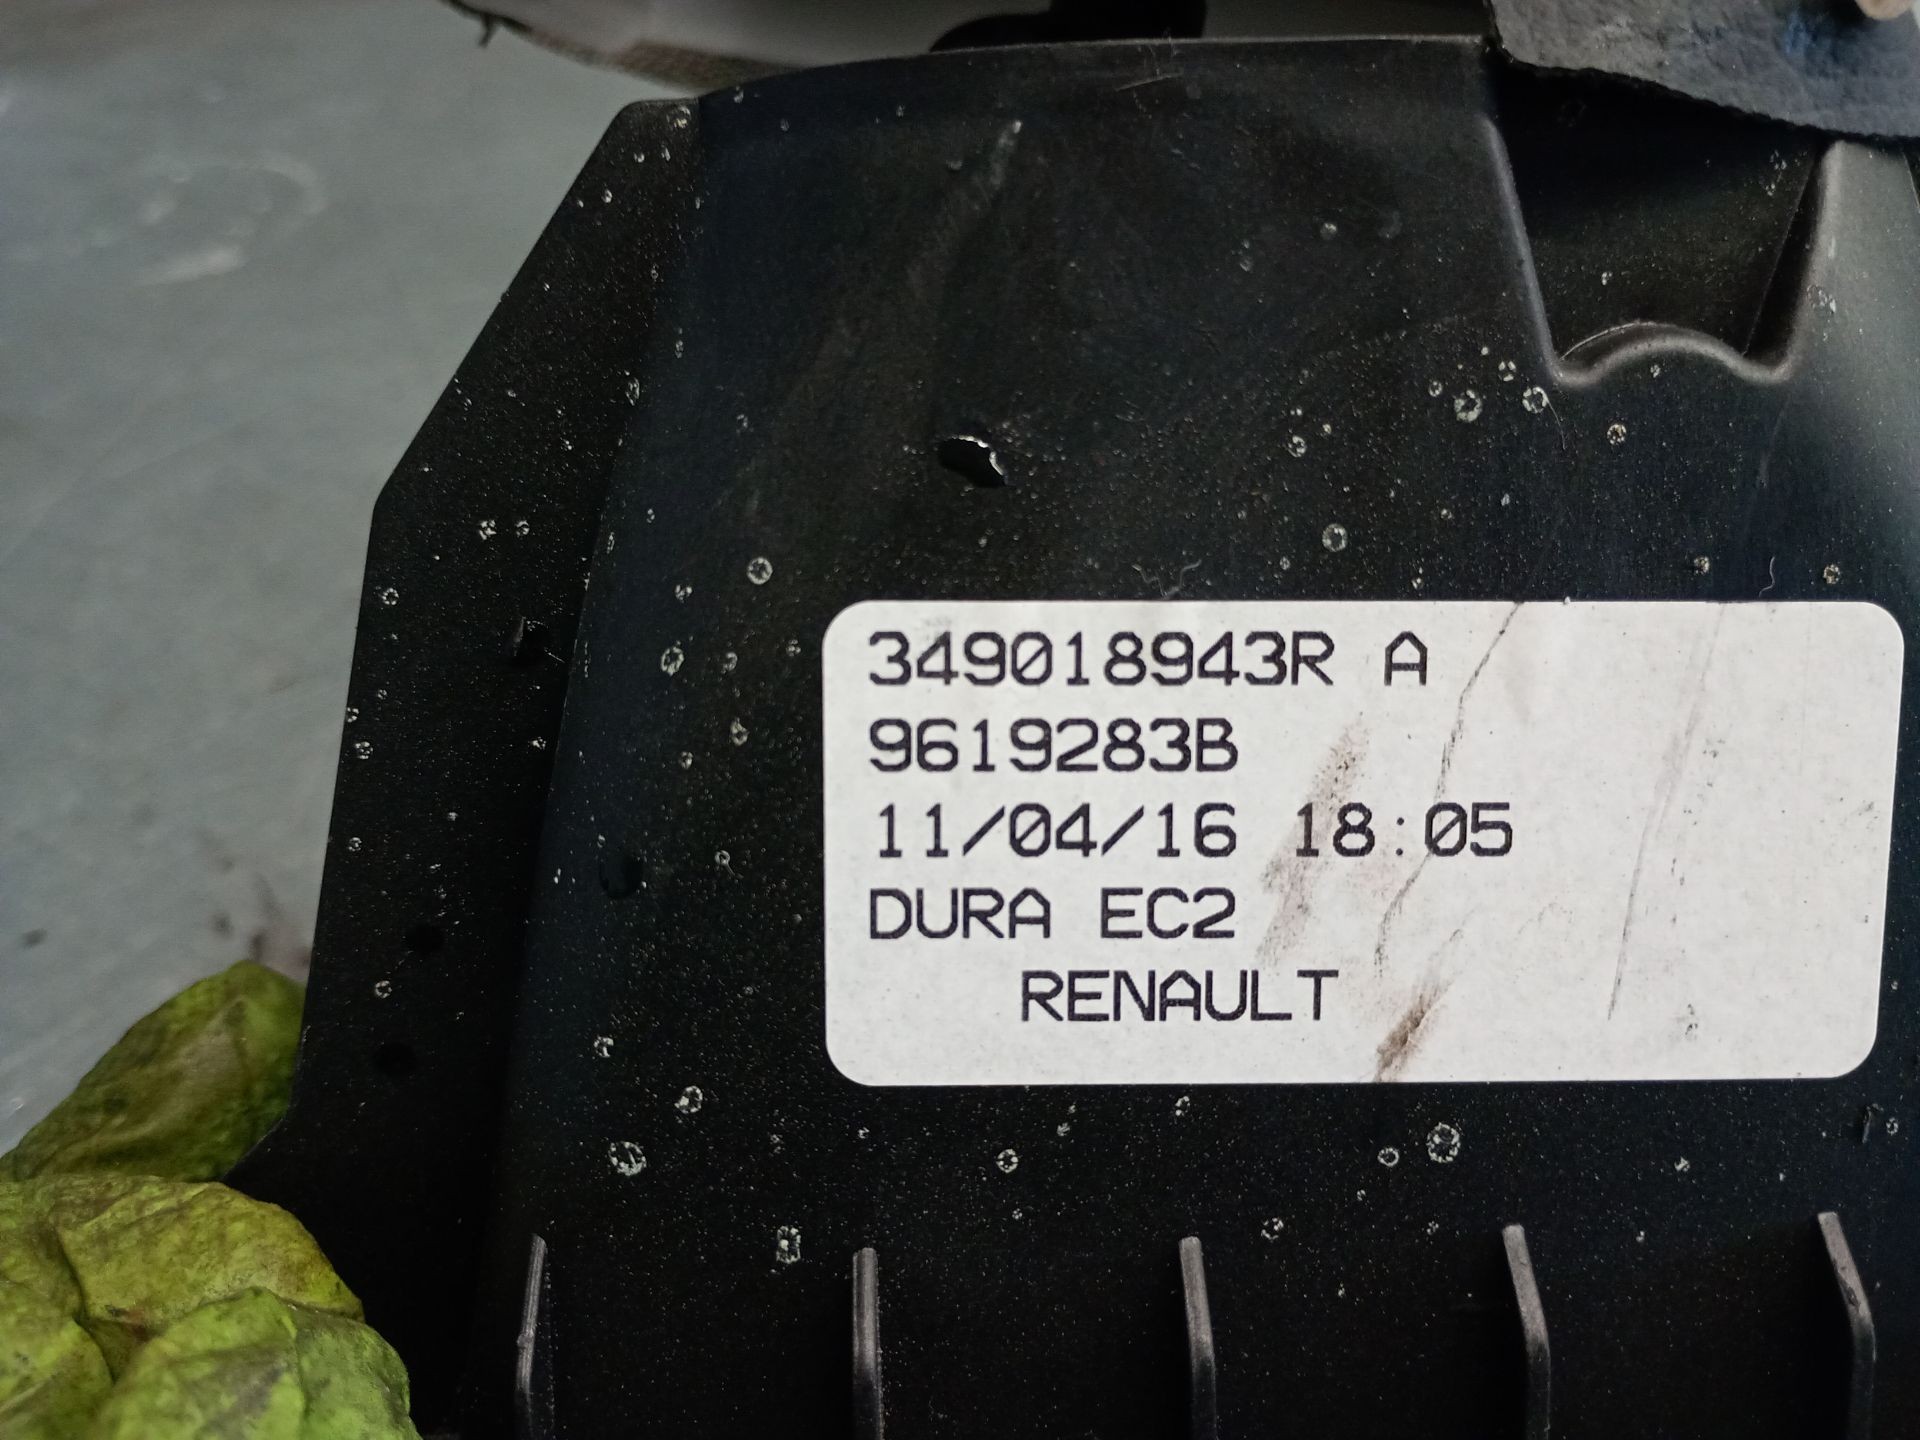 349018943R A
9619283B
11/04/16 18:05
DURA EC2
RENAULT